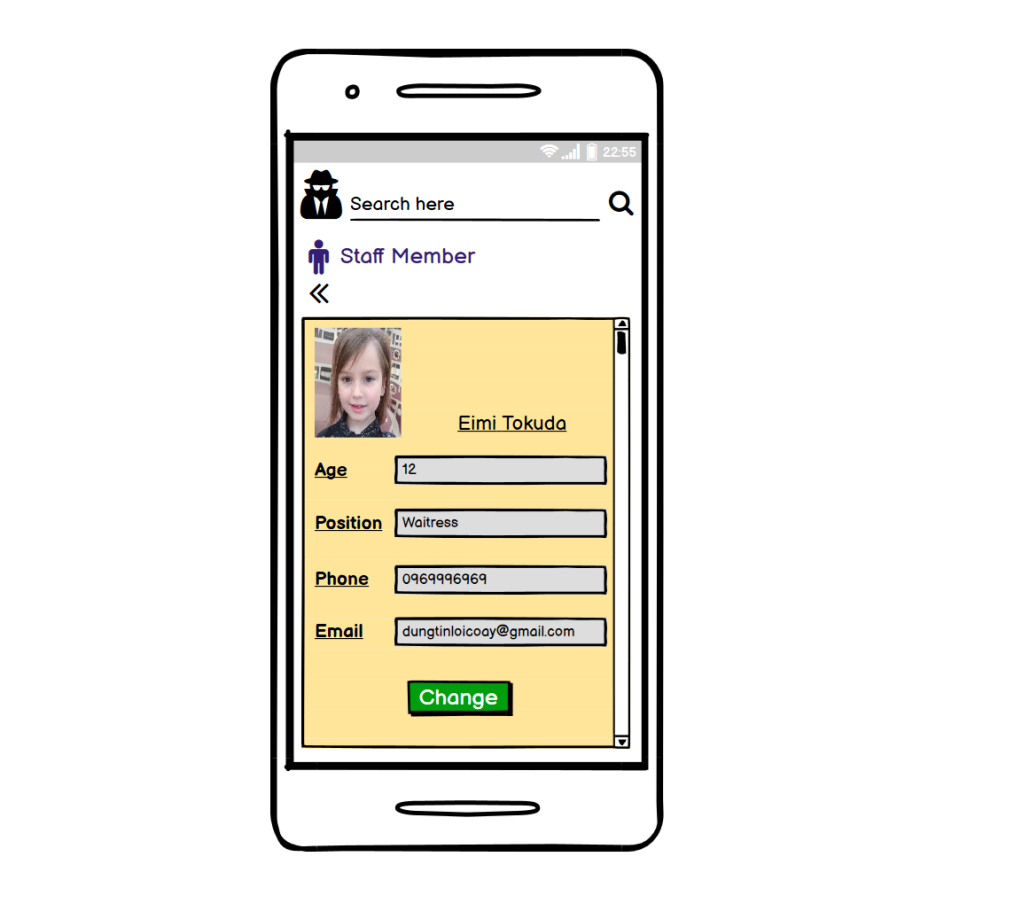 22:55
Search here
Staff Member
Eimi Tokuda
Age 12
Position Waitress
Phone 0969996969
Email dungtinloicoay@gmail.com
Change